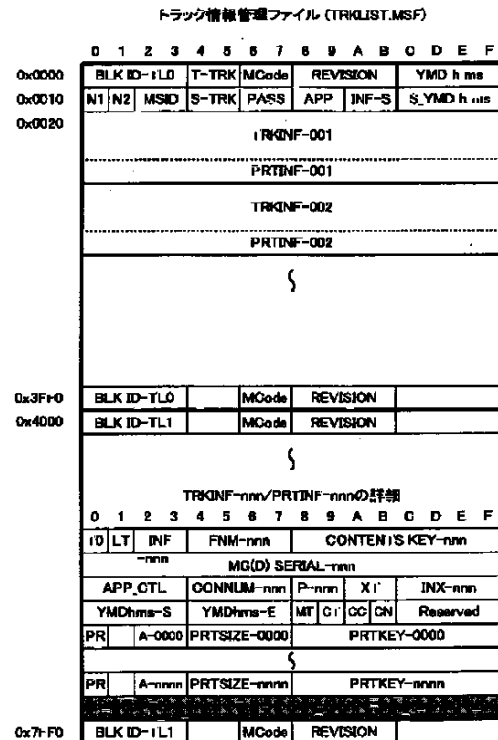 トラック情報管理ファイル (TRKLIST.MSF)
0 1 2 3 4 5 6 7 8 9 A B C D E F
0x0000 BLK ID-TL0 T-TRK MCode REVISION YMD h ms
0x0010 N1 N2 MSID S-TRK PASS APP INF-S S_YMD h ms
0x0020
TRKINF-001
PRTINF-001
TRKINF-002
PRTINF-002
0x3FF0 BLK ID-TL0 MCode REVISION
0x4000 BLK ID-TL1 MCode REVISION
TRKINF-nnn/PRTINF-nnnの詳細
0 1 2 3 4 5 6 7 8 9 A B C D E F
T0 LT INF-nnn FNM-nnn CONTENTS KEY-nnn
MG(D) SERIAL-nnn
APP_CTL CONNUM-nnn P-nnn XT INX-nnn
YMDhms-S YMDhms-E MT CT CC CN Reserved
PR A-0000 PRTSIZE-0000 PRTKEY-0000
PR A-nnnn PRTSIZE-nnnn PRTKEY-nnnn
0x7FF0 BLK ID-TL1 MCode REVISION